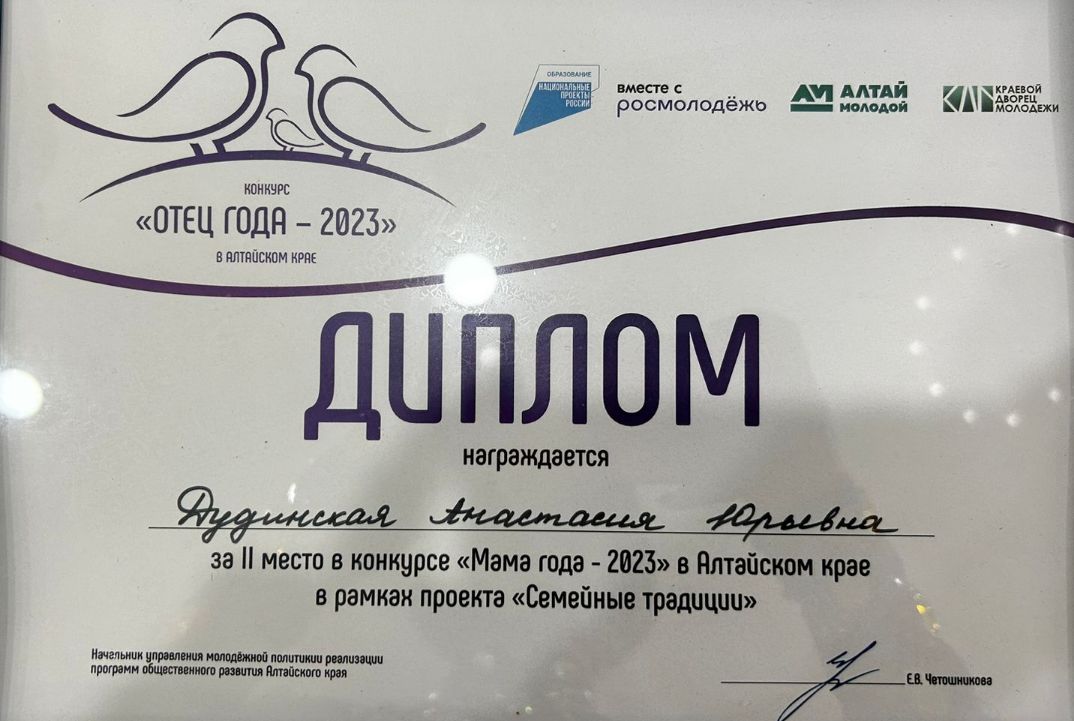 ОБРАЗОВАНИЕ
НАЦИОНАЛЬНЫЕ
ПРОЕКТЫ
РОССИИ
вместе с
росмолодёжь
АМ АЛТАЙ
МОЛОДОЙ
КДМ КРАЕВОЙ
ДВОРЕЦ
МОЛОДЕЖИ
КОНКУРС
«ОТЕЦ ГОДА – 2023»
В АЛТАЙСКОМ КРАЕ
ДИПЛОМ
награждается
Дудинская Анастасия Юрьевна
за II место в конкурсе «Мама года - 2023» в Алтайском крае
в рамках проекта «Семейные традиции»
Начальник управления молодёжной политикии реализации
программ общественного развития Алтайского края
Е.В. Четошникова